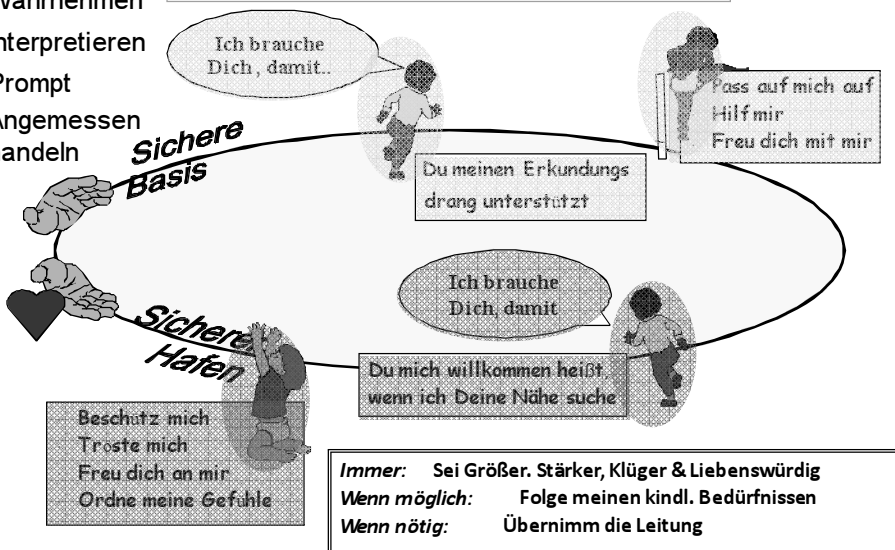 Wahrnehmen
nterpretieren
Prompt
Angemessen
andeln
Ich brauche
Dich , damit..
Pass auf mich auf
Hilf mir
Freu dich mit mir
Sichere
Basis
Du meinen Erkundungs
drang unterstützt
Ich brauche
Dich, damit
Sicherer
Hafen
Du mich willkommen heißt,
wenn ich Deine Nähe suche
Beschütz mich
Tröste mich
Freu dich an mir
Ordne meine Gefühle
Immer: Sei Größer. Stärker, Klüger & Liebenswürdig
Wenn möglich: Folge meinen kindl. Bedürfnissen
Wenn nötig: Übernimm die Leitung